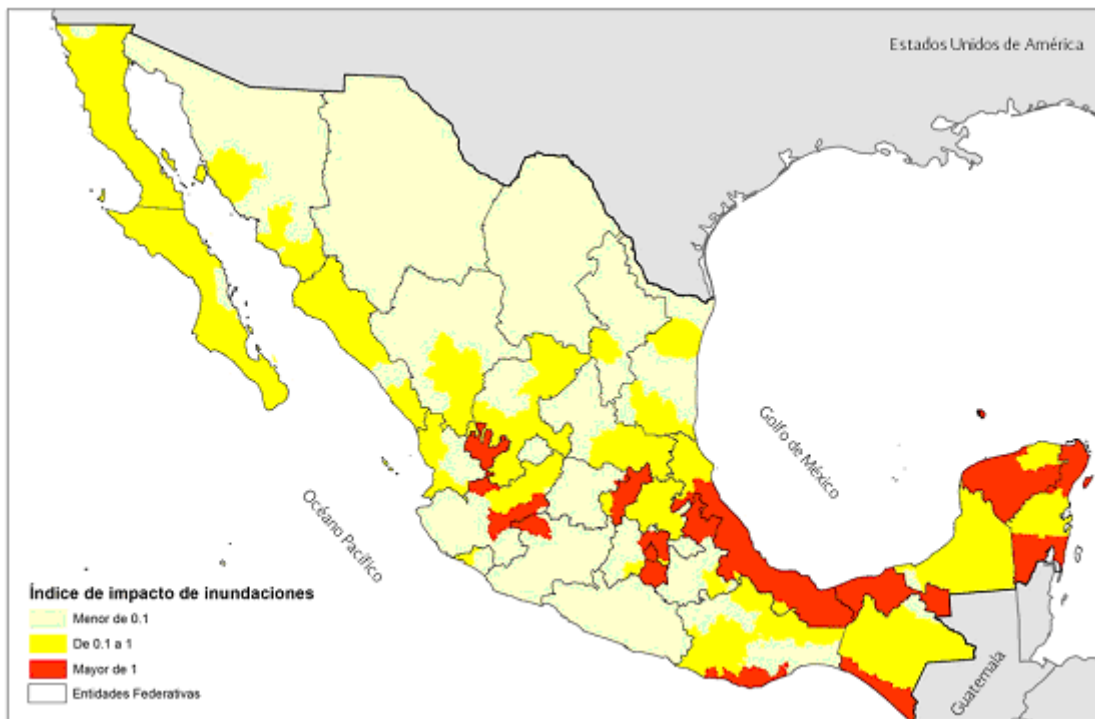 Estados Unidos de América
Golfo de México
Océano Pacífico
Guatemala
Índice de impacto de inundaciones
Menor de 0.1
De 0.1 a 1
Mayor de 1
Entidades Federativas